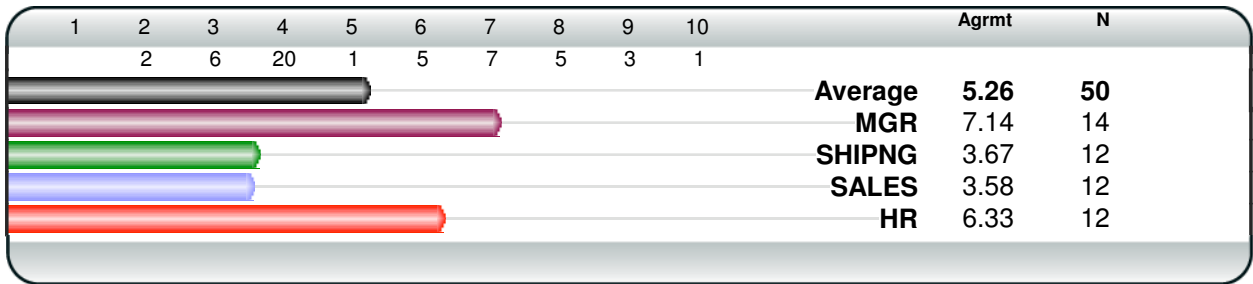 1 2 3 4 5 6 7 8 9 10 Agrmt N
2 6 20 1 5 7 5 3 1
Average 5.26 50
MGR 7.14 14
SHIPNG 3.67 12
SALES 3.58 12
HR 6.33 12